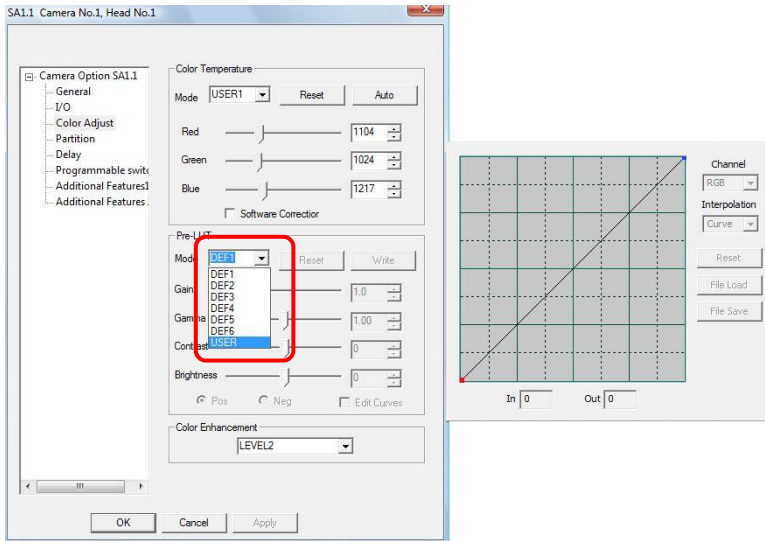 SA1.1 Camera No.1, Head No.1
Camera Option SA1.1
General
I/O
Color Adjust
Partition
Delay
Programmable switc
Additional Features1
Additional Features
Color Temperature
Mode USER1 Reset Auto
Red 1104
Green 1024
Blue 1217
Software Correctior
Pre-LUT
Mode DEF1 Reset Write
DEF1
DEF2
DEF3
DEF4
DEF5
DEF6
USER
Gain 1.0
Gamma 1.00
Contrast 0
Brightness 0
Pos Neg Edit Curves
Color Enhancement
LEVEL2
OK Cancel Apply
Channel
RGB
Interpolation
Curve
Reset
File Load
File Save
In 0 Out 0